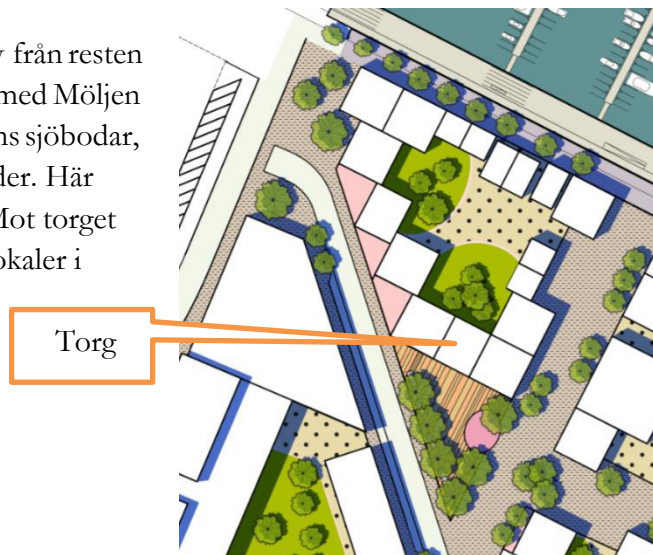 från resten
med Möljen
ns sjöbodar,
der. Här
Mot torget
okaler i
Torg